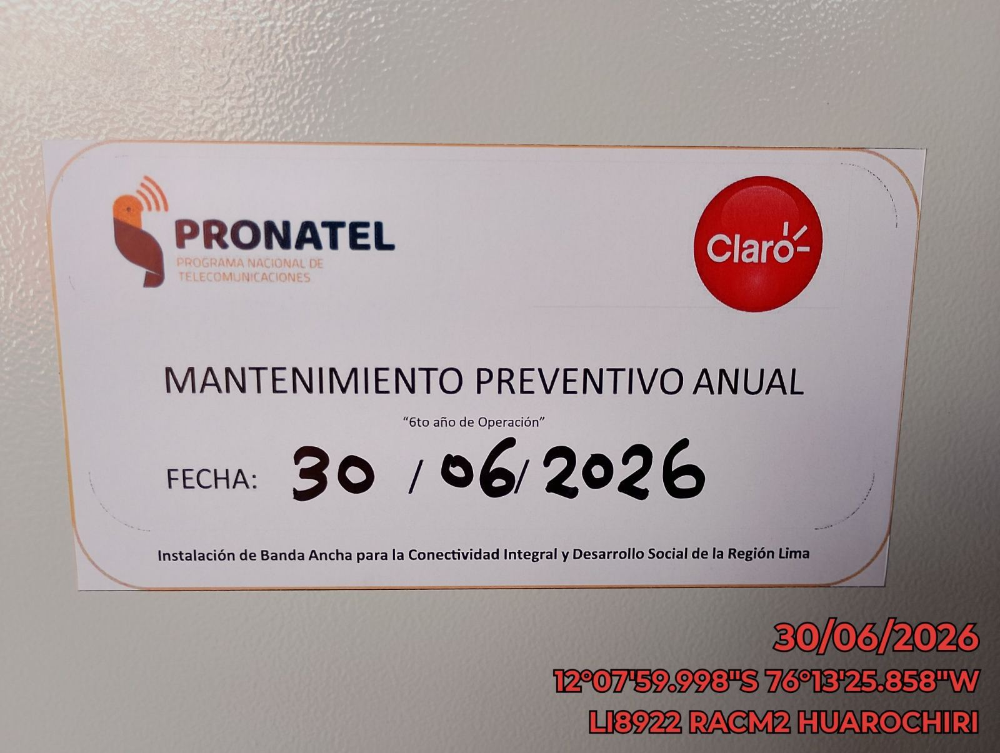 PRONATEL
PROGRAMA NACIONAL DE
TELECOMUNICACIONES
Claro
MANTENIMIENTO PREVENTIVO ANUAL
“6to año de Operación”
FECHA: 30 / 06/ 2026
Instalación de Banda Ancha para la Conectividad Integral y Desarrollo Social de la Región Lima
30/06/2026
12°07'59.998"S 76°13'25.858"W
LI8922 RACM2 HUAROCHIRI